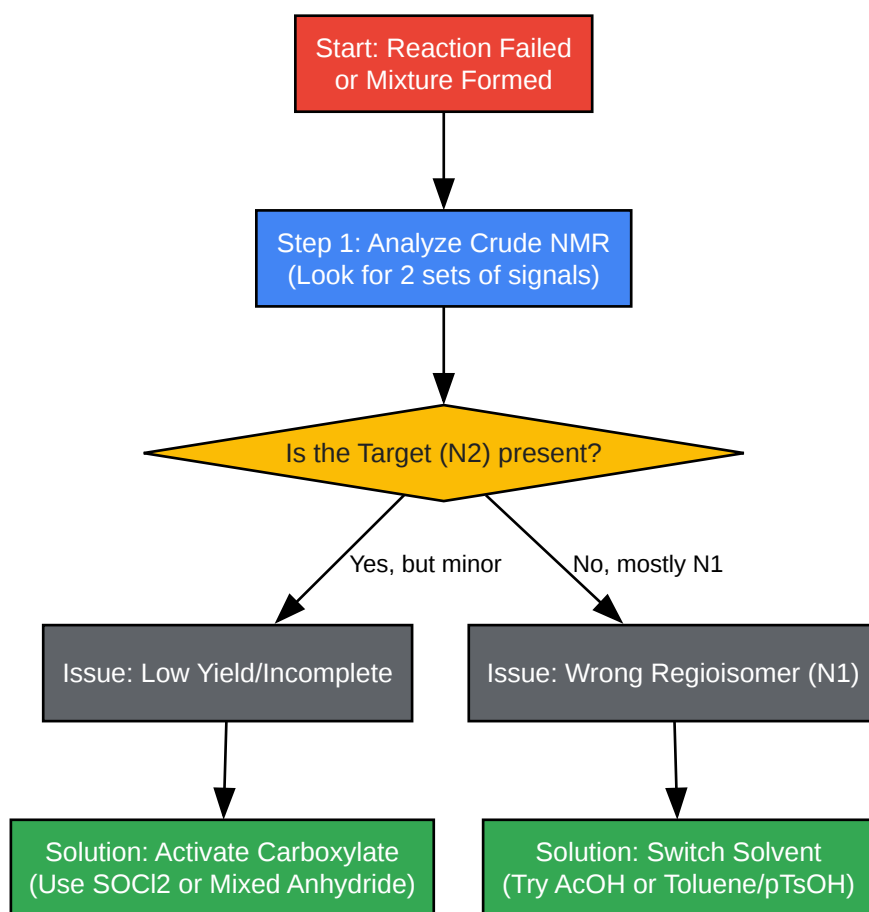 Start: Reaction Failed
or Mixture Formed
Step 1: Analyze Crude NMR
(Look for 2 sets of signals)
Is the Target (N2) present?
Yes, but minor
No, mostly N1
Issue: Low Yield/Incomplete
Issue: Wrong Regioisomer (N1)
Solution: Activate Carboxylate
(Use SOCl2 or Mixed Anhydride)
Solution: Switch Solvent
(Try AcOH or Toluene/pTsOH)